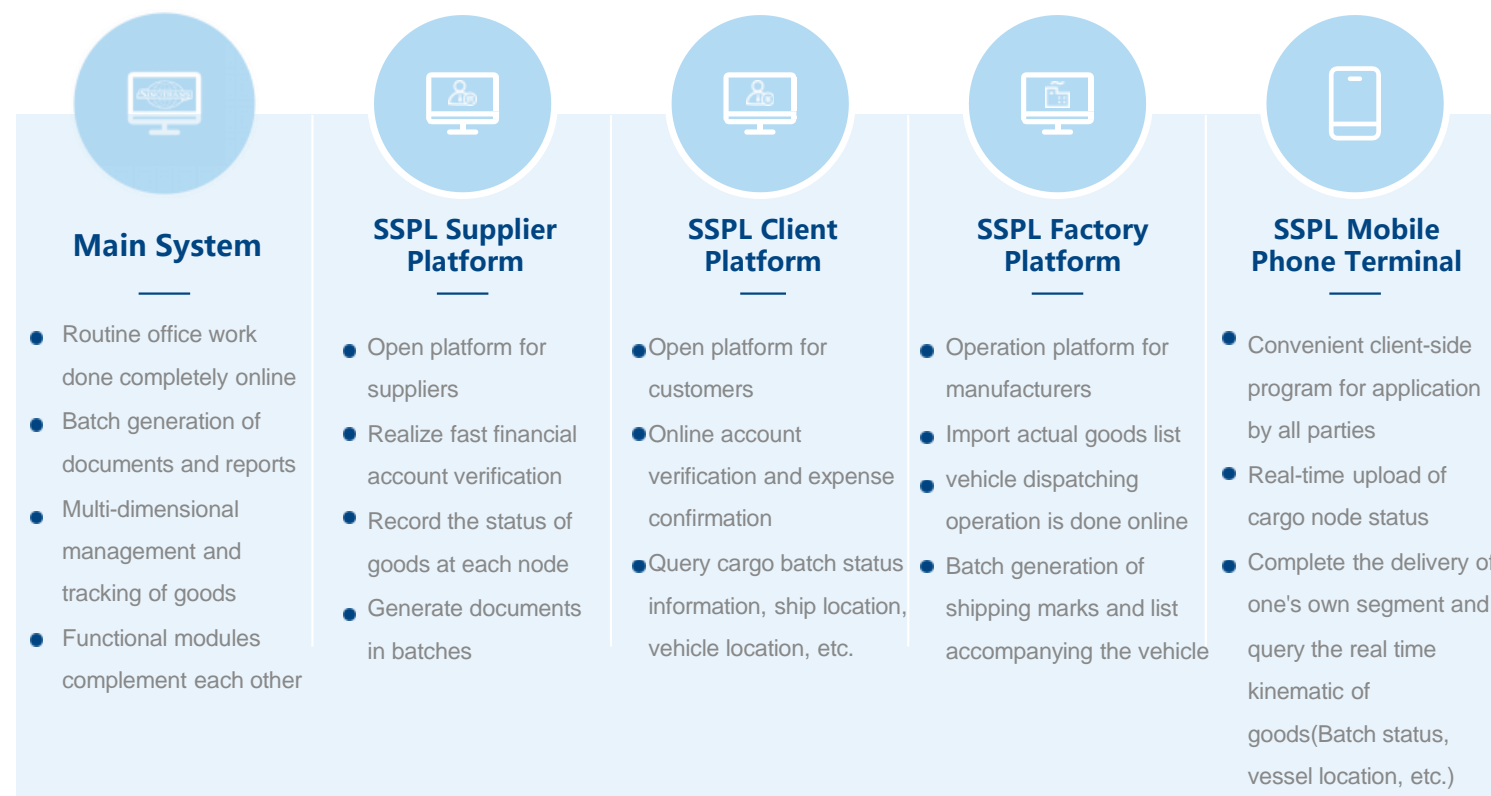 Main System
Routine office work
done completely online
Batch generation of
documents and reports
Multi-dimensional
management and
tracking of goods
Functional modules
complement each other
SSPL Supplier
Platform
Open platform for
suppliers
Realize fast financial
account verification
Record the status of
goods at each node
Generate documents
in batches
SSPL Client
Platform
Open platform for
customers
Online account
verification and expense
confirmation
Query cargo batch status
information, ship location,
vehicle location, etc.
SSPL Factory
Platform
Operation platform for
manufacturers
Import actual goods list
vehicle dispatching
operation is done online
Batch generation of
shipping marks and list
accompanying the vehicle
SSPL Mobile
Phone Terminal
Convenient client-side
program for application
by all parties
Real-time upload of
cargo node status
Complete the delivery of
one's own segment and
query the real time
kinematic of
goods(Batch status,
vessel location, etc.)